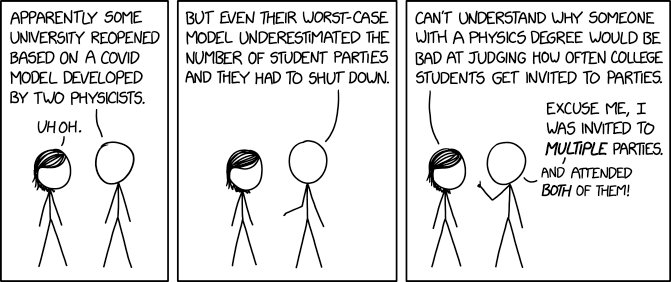 APPARENTLY SOME
UNIVERSITY REOPENED
BASED ON A COVID
MODEL DEVELOPED
BY TWO PHYSICISTS.
UH OH.
BUT EVEN THEIR WORST-CASE
MODEL UNDERESTIMATED THE
NUMBER OF STUDENT PARTIES
AND THEY HAD TO SHUT DOWN.
CAN'T UNDERSTAND WHY SOMEONE
WITH A PHYSICS DEGREE WOULD BE
BAD AT JUDGING HOW OFTEN COLLEGE
STUDENTS GET INVITED TO PARTIES.
EXCUSE ME, I
WAS INVITED TO
MULTIPLE PARTIES.
AND ATTENDED
BOTH OF THEM!